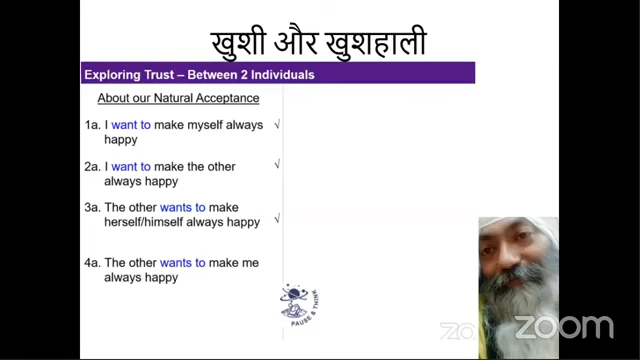 खुशी और खुशहाली
Exploring Trust – Between 2 Individuals
About our Natural Acceptance
1a. I want to make myself always √
happy
2a. I want to make the other √
always happy
3a. The other wants to make
herself/himself always happy √
4a. The other wants to make me
always happy
PAUSE & THINK
zoom